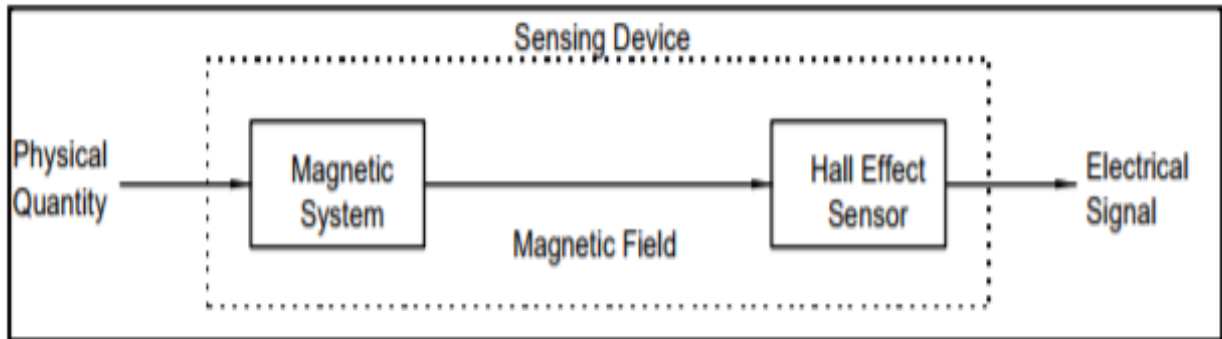 Sensing Device
Physical
Quantity
Magnetic
System
Magnetic Field
Hall Effect
Sensor
Electrical
Signal